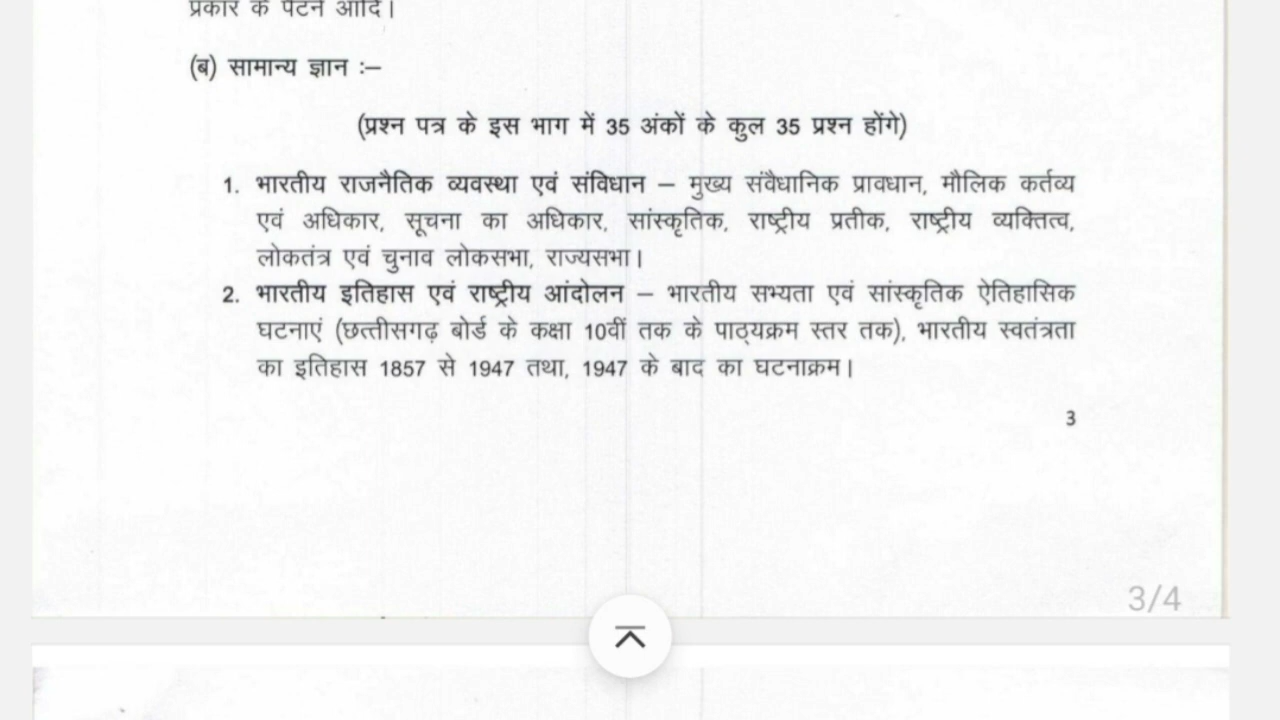 प्रकार के पैटर्न आदि।
(ब) सामान्य ज्ञान :–
(प्रश्न पत्र के इस भाग में 35 अंकों के कुल 35 प्रश्न होंगे)
1. भारतीय राजनैतिक व्यवस्था एवं संविधान – मुख्य संवैधानिक प्रावधान, मौलिक कर्तव्य
एवं अधिकार, सूचना का अधिकार, सांस्कृतिक, राष्ट्रीय प्रतीक, राष्ट्रीय व्यक्तित्व,
लोकतंत्र एवं चुनाव लोकसभा, राज्यसभा।
2. भारतीय इतिहास एवं राष्ट्रीय आंदोलन – भारतीय सभ्यता एवं सांस्कृतिक ऐतिहासिक
घटनाएं (छत्तीसगढ़ बोर्ड के कक्षा 10वीं तक के पाठ्यक्रम स्तर तक), भारतीय स्वतंत्रता
का इतिहास 1857 से 1947 तथा, 1947 के बाद का घटनाक्रम।
3
3/4